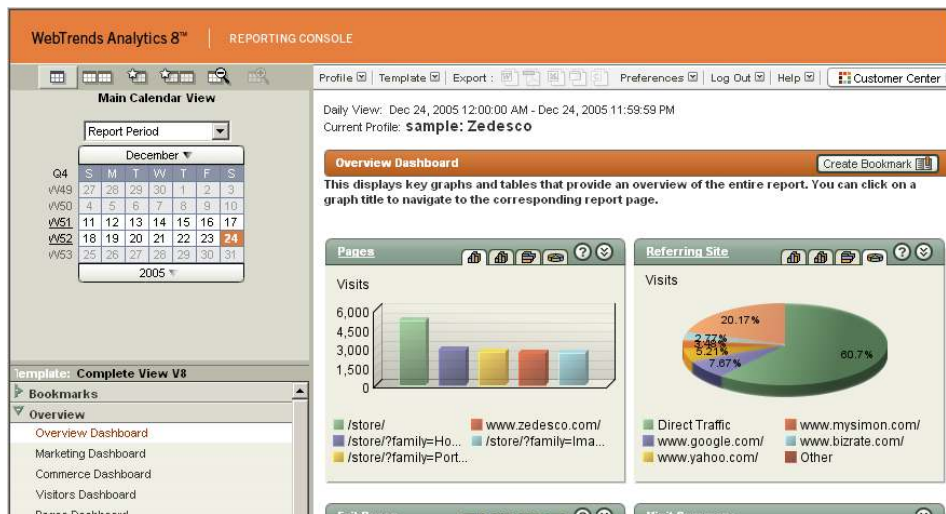 WebTrends Analytics 8™ REPORTING CONSOLE
Profile Template Export : Preferences Log Out Help Customer Center
Main Calendar View
Report Period
December
Q4 S M T W T F S
W49 27 28 29 30 1 2 3
W50 4 5 6 7 8 9 10
W51 11 12 13 14 15 16 17
W52 18 19 20 21 22 23 24
W53 25 26 27 28 29 30 31
2005
Template: Complete View V8
Bookmarks
Overview
Overview Dashboard
Marketing Dashboard
Commerce Dashboard
Visitors Dashboard
Pages Dashboard
Daily View: Dec 24, 2005 12:00:00 AM - Dec 24, 2005 11:59:59 PM
Current Profile: sample: Zedesco
Overview Dashboard Create Bookmark
This displays key graphs and tables that provide an overview of the entire report. You can click on a
graph title to navigate to the corresponding report page.
Pages ?
Visits
6,000
4,500
3,000
1,500
0
/store/ www.zedesco.com/
/store/?family=Ho... /store/?family=Ima...
/store/?family=Port...
Referring Site ?
Visits
20.17%
2.77%
5.21%
7.67%
60.7%
Direct Traffic www.mysimon.com/
www.google.com/ www.bizrate.com/
www.yahoo.com/ Other